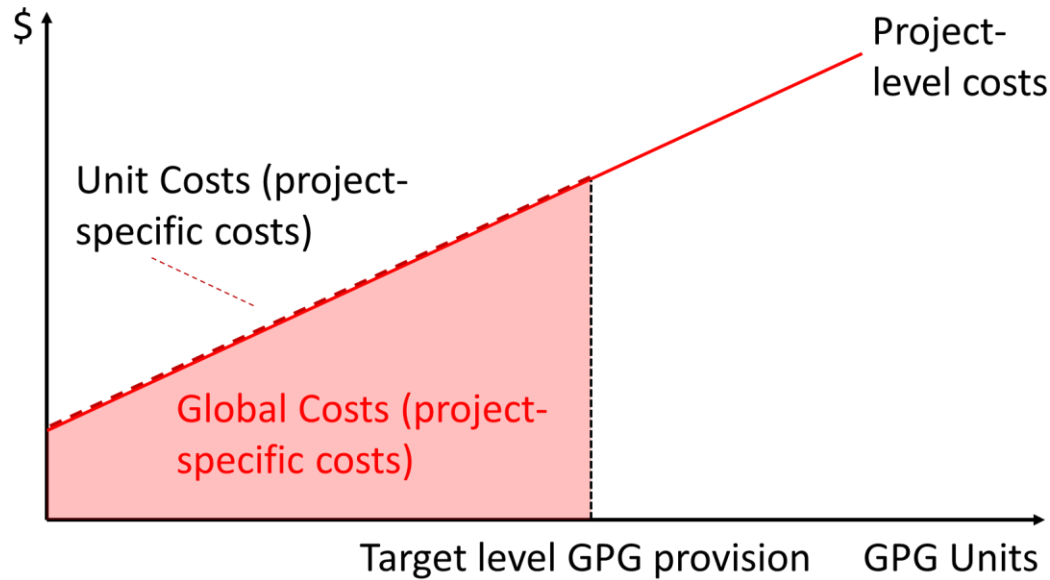 $
Project-
level costs
Unit Costs (project-
specific costs)
Global Costs (project-
specific costs)
Target level GPG provision
GPG Units